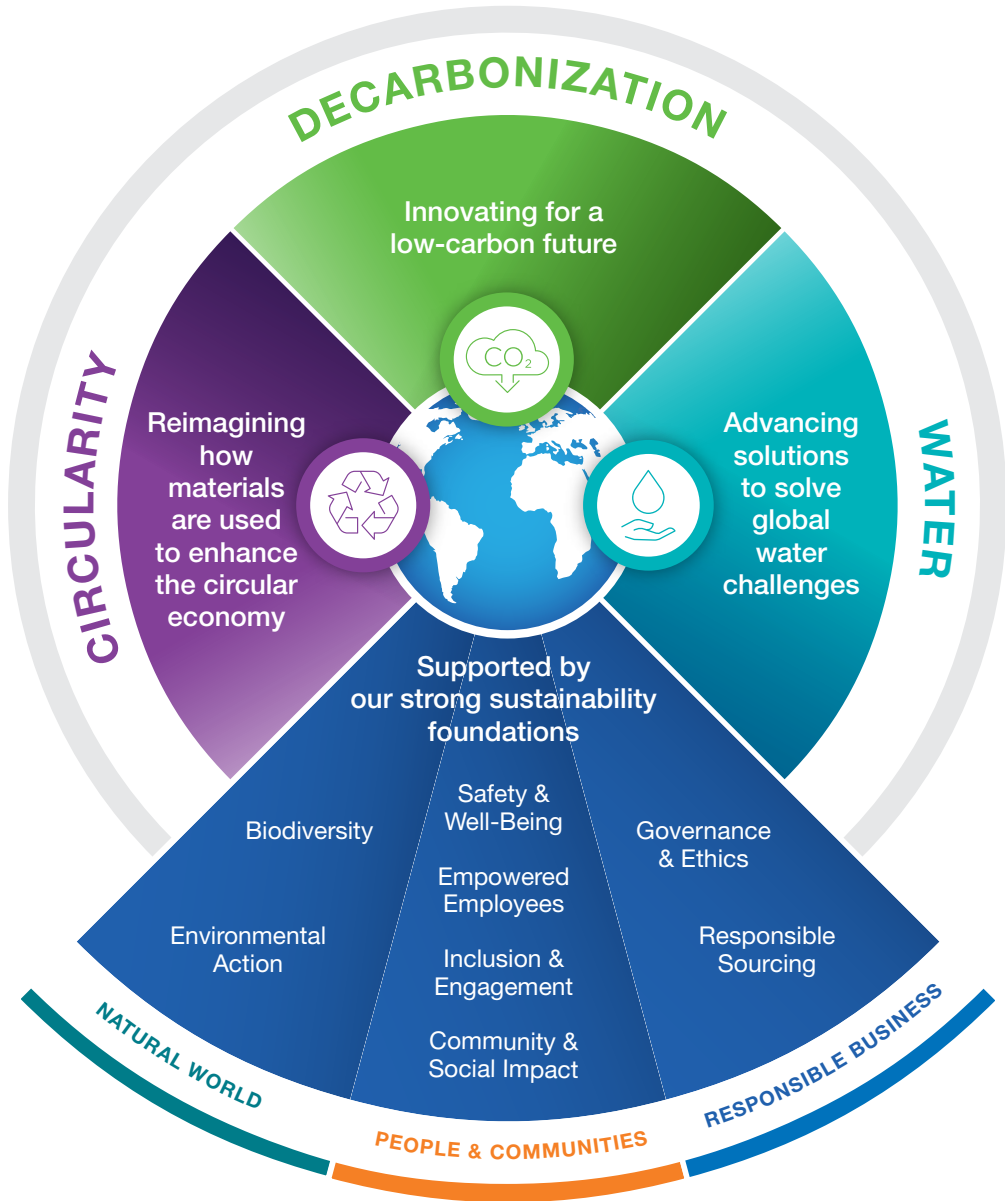 DECARBONIZATION
Innovating for a
low-carbon future
CO₂
CIRCULARITY
Reimagining
how
materials
are used
to enhance
the circular
economy
WATER
Advancing
solutions
to solve
global
water
challenges
Supported by
our strong sustainability
foundations
Biodiversity
Environmental
Action
Safety &
Well-Being
Empowered
Employees
Inclusion &
Engagement
Community &
Social Impact
Governance
& Ethics
Responsible
Sourcing
NATURAL WORLD
PEOPLE & COMMUNITIES
RESPONSIBLE BUSINESS